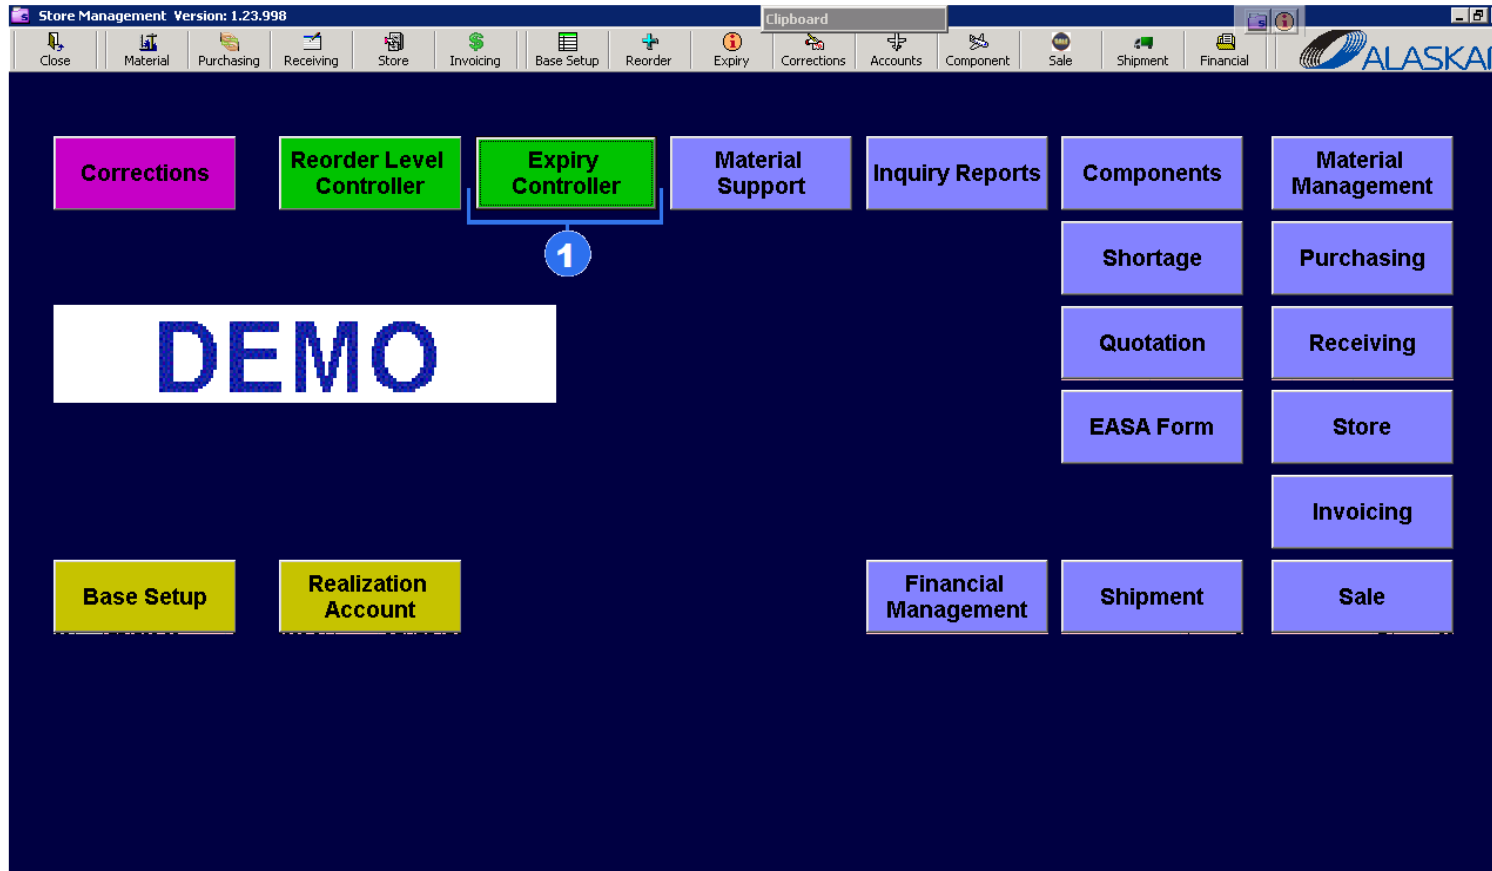 Store Management Version: 1.23.998
Clipboard
Close Material Purchasing Receiving Store Invoicing Base Setup Reorder Expiry Corrections Accounts Component Sale Shipment Financial
Corrections
Reorder Level
Controller
Expiry
Controller
Material
Support
Inquiry Reports
Components
Material
Management
1
Shortage
Purchasing
DEMO
Quotation
Receiving
EASA Form
Store
Invoicing
Base Setup
Realization
Account
Financial
Management
Shipment
Sale